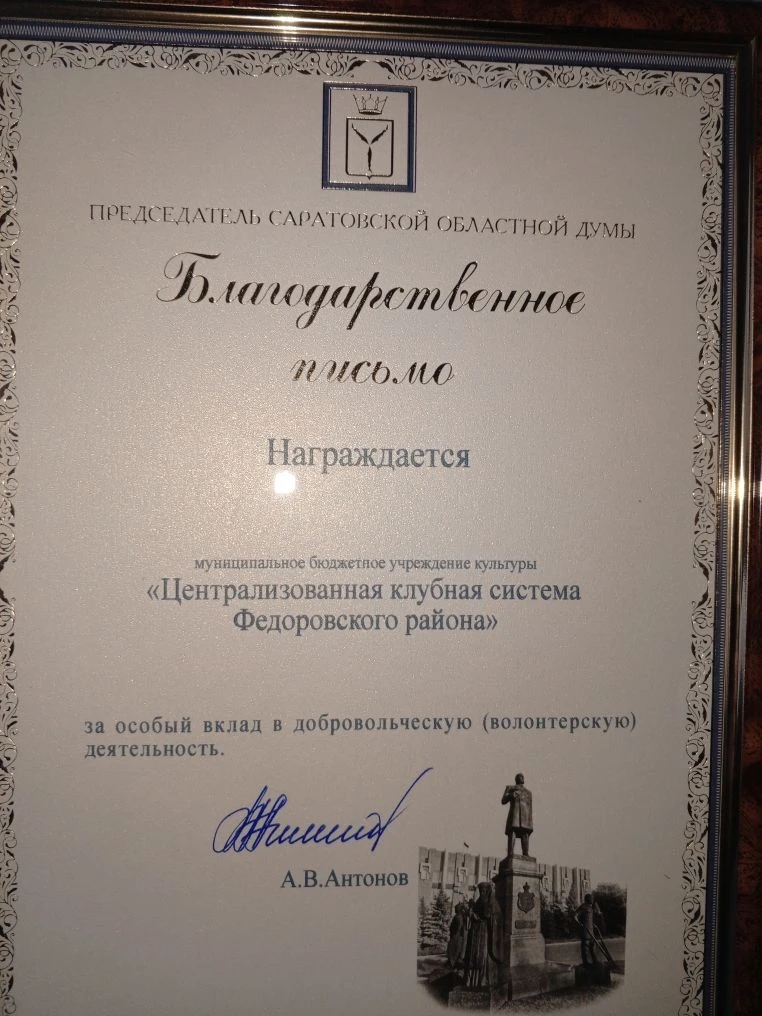 ПРЕДСЕДАТЕЛЬ САРАТОВСКОЙ ОБЛАСТНОЙ ДУМЫ
Благодарственное
письмо
Награждается
муниципальное бюджетное учреждение культуры
«Централизованная клубная система
Федоровского района»
за особый вклад в добровольческую (волонтерскую)
деятельность.
А.В.Антонов